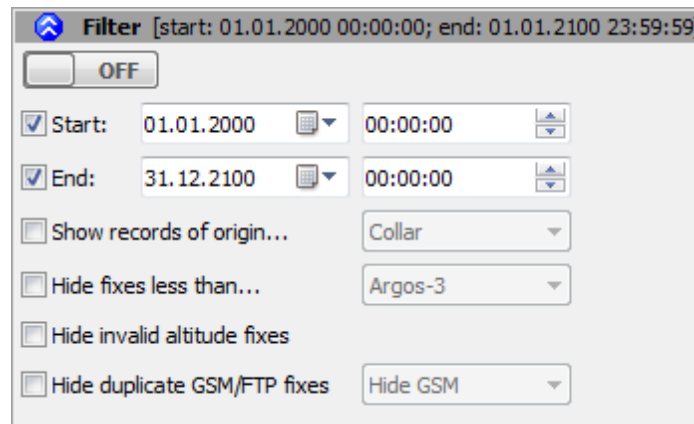 Filter [start: 01.01.2000 00:00:00; end: 01.01.2100 23:59:59
OFF
Start: 01.01.2000 00:00:00
End: 31.12.2100 00:00:00
Show records of origin... Collar
Hide fixes less than... Argos-3
Hide invalid altitude fixes
Hide duplicate GSM/FTP fixes Hide GSM